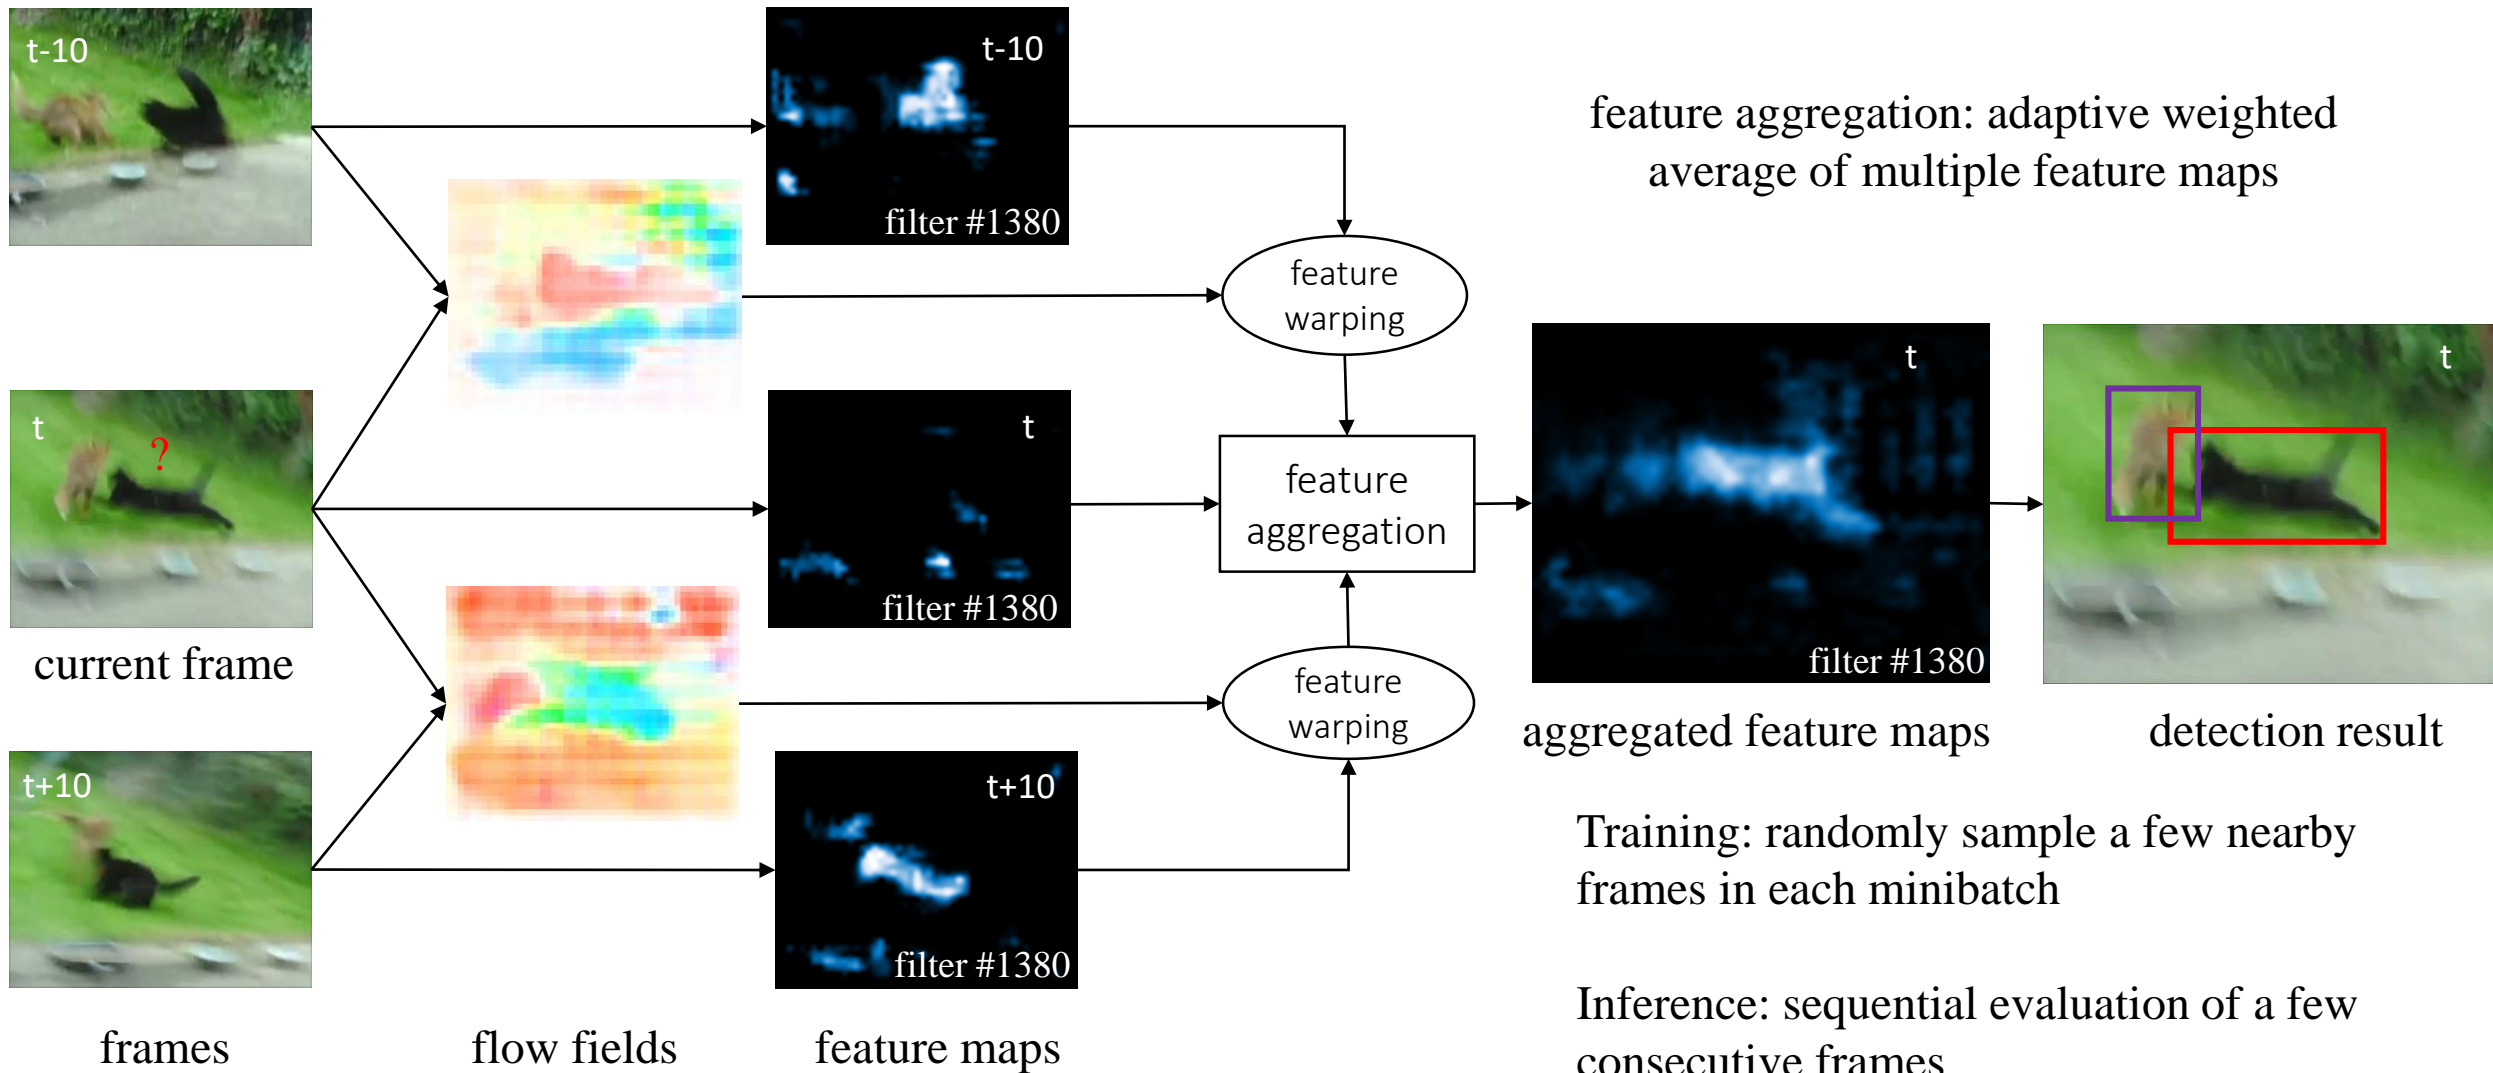 t-10
t-10
filter #1380
feature aggregation: adaptive weighted
average of multiple feature maps
feature
warping
t
?
current frame
t
filter #1380
feature
aggregation
t
filter #1380
aggregated feature maps
t
detection result
feature
warping
t+10
t+10
filter #1380
Training: randomly sample a few nearby
frames in each minibatch
Inference: sequential evaluation of a few
consecutive frames
frames
flow fields
feature maps